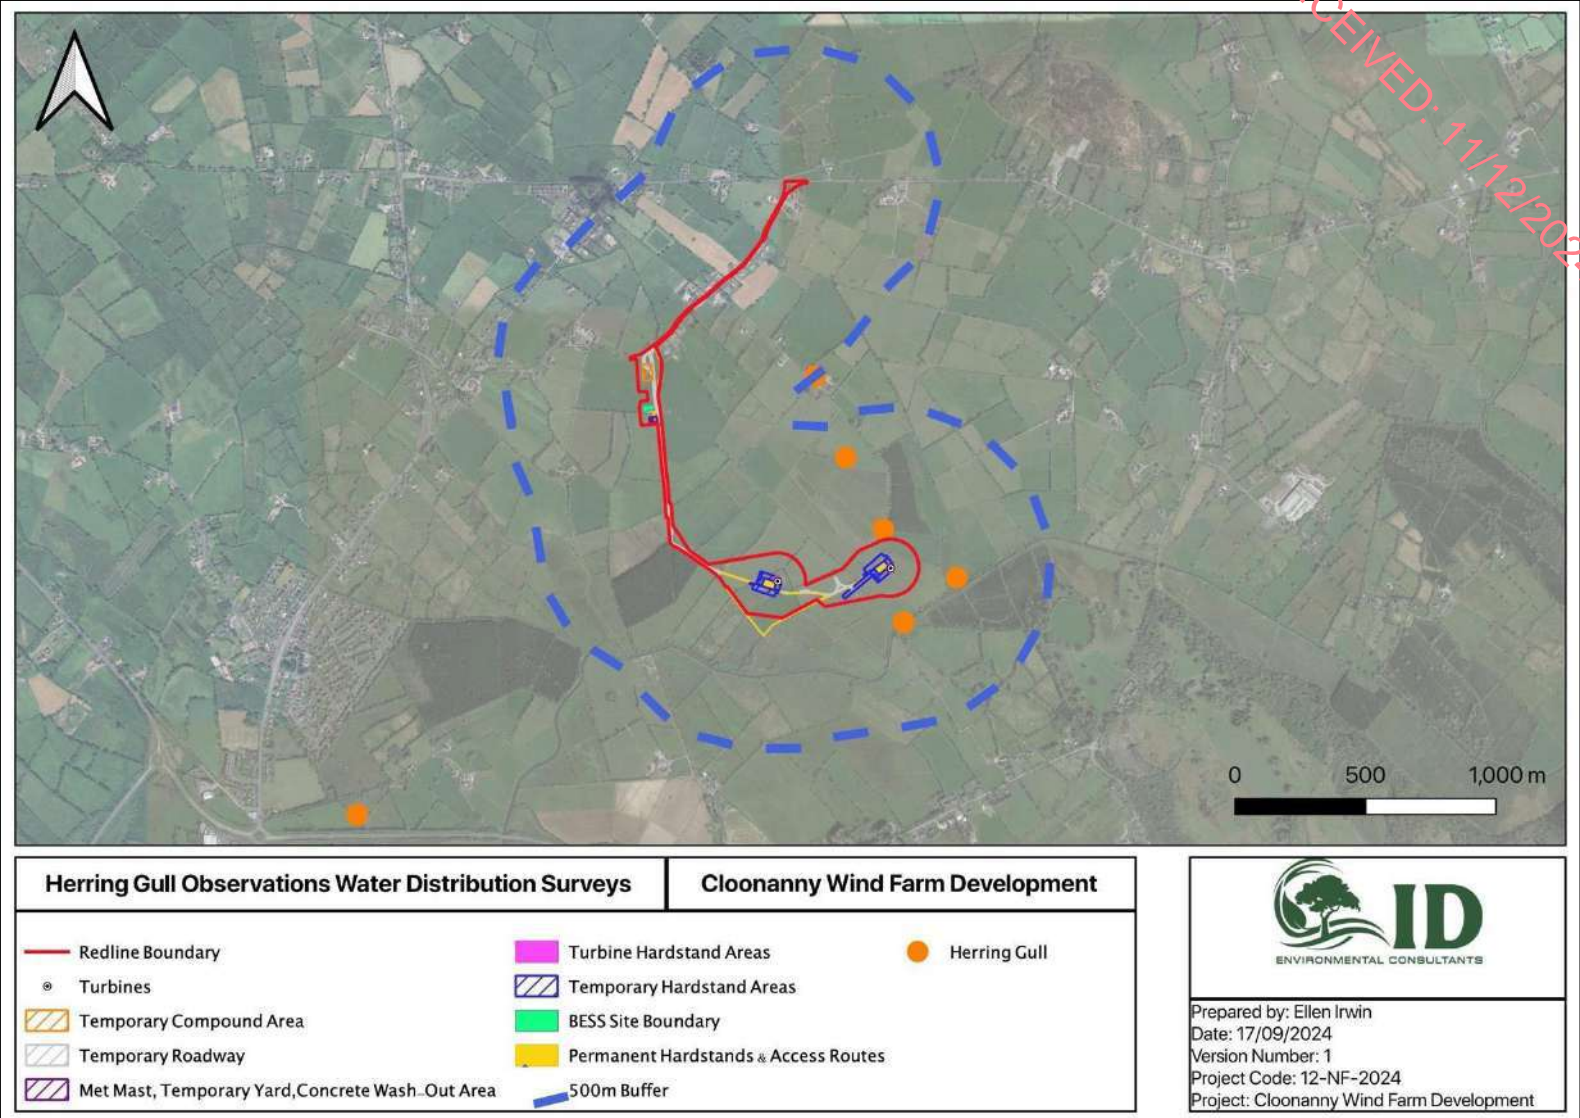 CEIVED: 11/12/202
0 500 1,000 m
Herring Gull Observations Water Distribution Surveys
Cloonanny Wind Farm Development
Redline Boundary
Turbines
Temporary Compound Area
Temporary Roadway
Met Mast, Temporary Yard,Concrete Wash_Out Area
Turbine Hardstand Areas
Temporary Hardstand Areas
BESS Site Boundary
Permanent Hardstands & Access Routes
500m Buffer
Herring Gull
ID
ENVIRONMENTAL CONSULTANTS
Prepared by: Ellen Irwin
Date: 17/09/2024
Version Number: 1
Project Code: 12-NF-2024
Project: Cloonanny Wind Farm Development